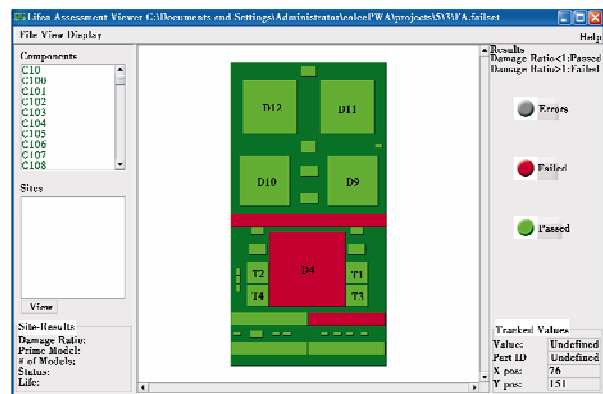 Lifea Assessment Viewer C:\Documents and Settings\Administrator\calcePWA\projects\5\3\FA.failset
File View Display
Help
Components
C10
C100
C101
C102
C103
C104
C105
C106
C107
C108
Sites
View
Site-Results
Damage Ratio:
Prime Model:
# of Models:
Status:
Life:
D12
D11
D10
D9
D4
T2
T1
T4
T3
Results
Damage Ratio<1:Passed
Damage Ratio>1:Failed
Errors
Failed
Passed
Tracked Values
Value: Undefined
Part ID Undefined
X pos: 76
Y pos: 151